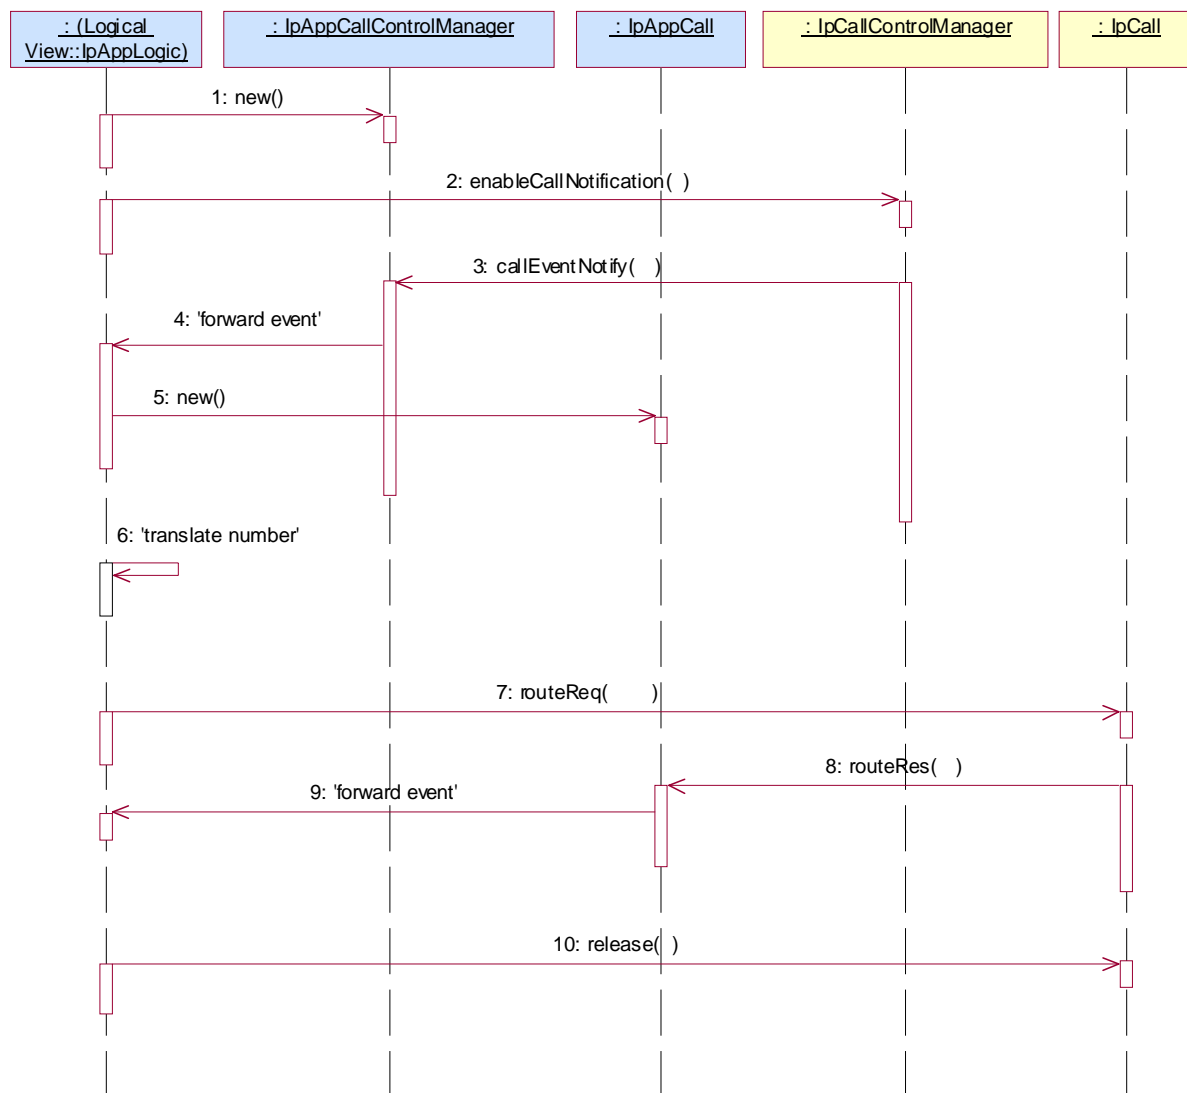 : (Logical
View::IpAppLogic)
: IpAppCallControlManager
: IpAppCall
: IpCallControlManager
: IpCall
1: new()
2: enableCallNotification( )
3: callEventNotify( )
4: 'forward event'
5: new()
6: 'translate number'
7: routeReq( )
8: routeRes( )
9: 'forward event'
10: release( )